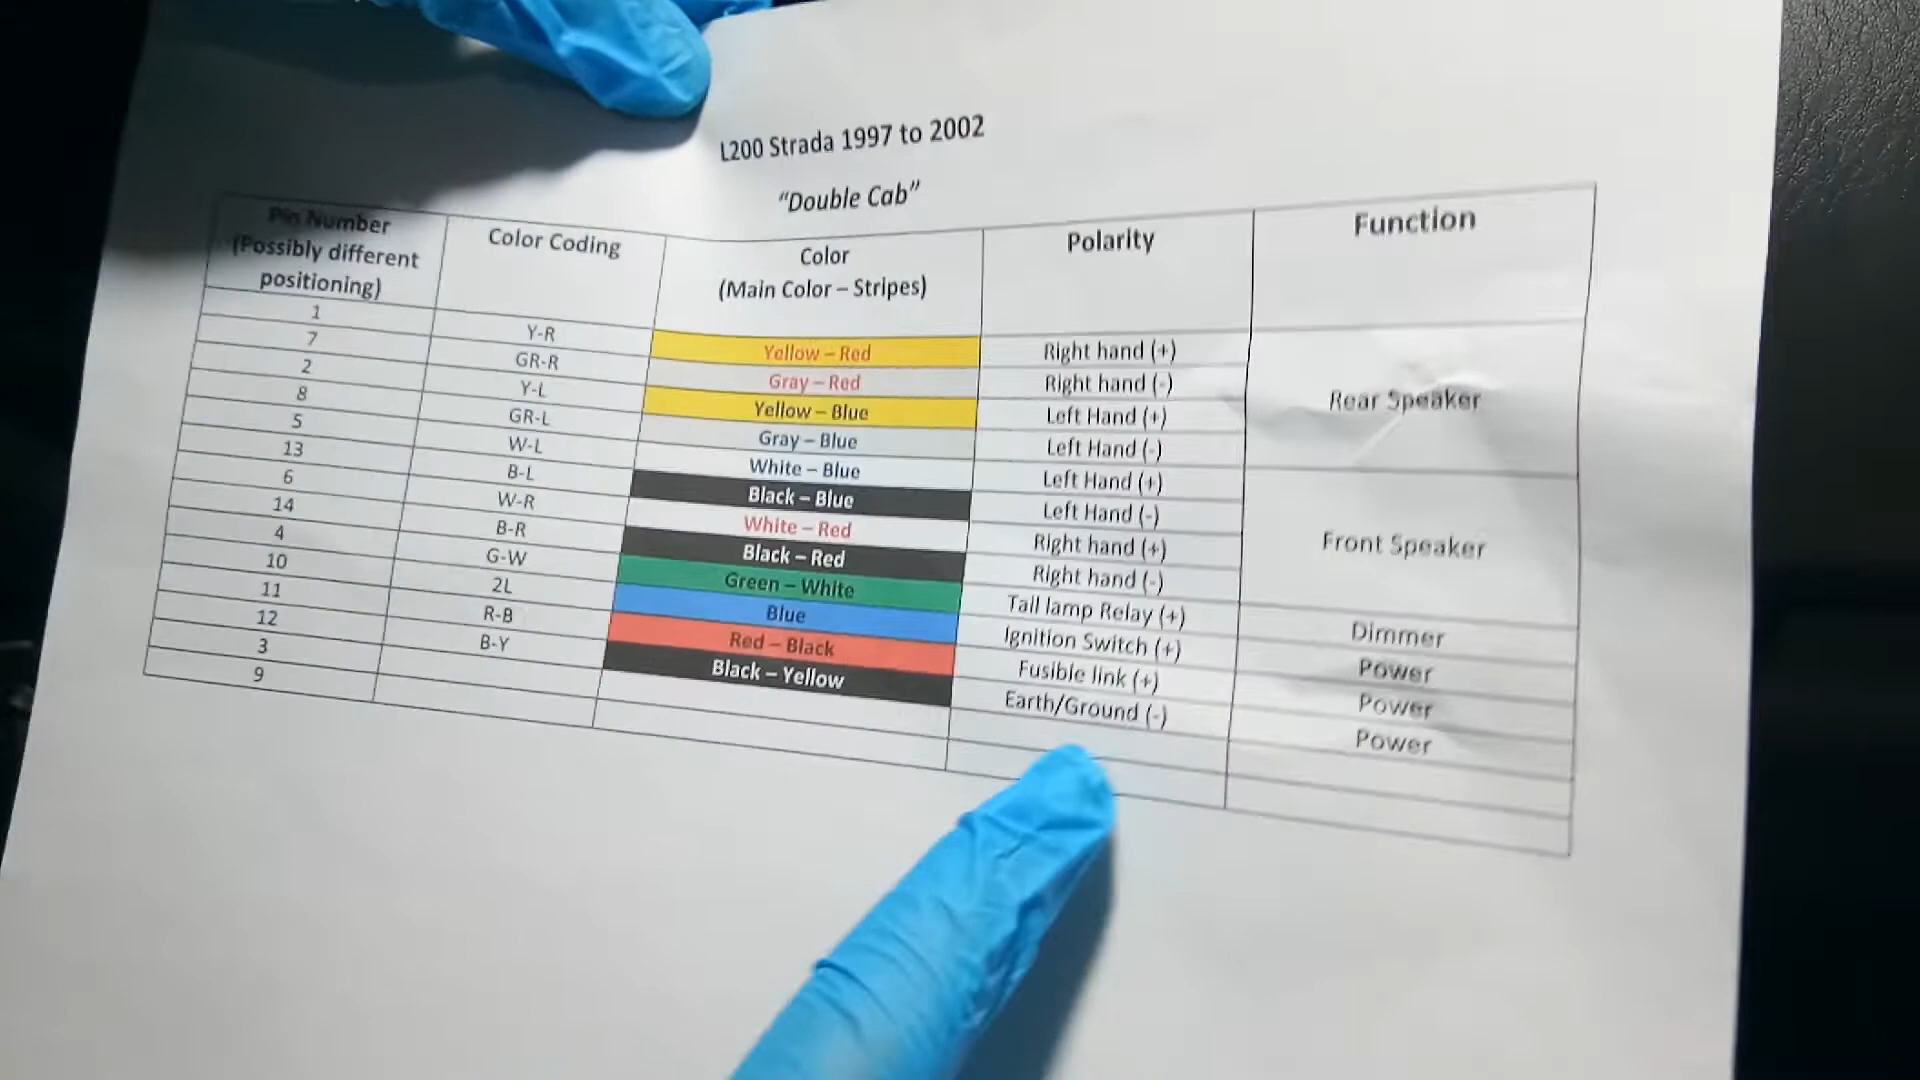 L200 Strada 1997 to 2002
“Double Cab”
Pin Number
(Possibly different
positioning)
Color Coding
Color
(Main Color – Stripes)
Polarity
Function
1 Y-R Yellow – Red Right hand (+)
7 GR-R Gray – Red Right hand (-)
2 Y-L Yellow – Blue Left Hand (+)
8 GR-L Gray – Blue Left Hand (-)
Rear Speaker
5 W-L White – Blue Left Hand (+)
13 B-L Black – Blue Left Hand (-)
6 W-R White – Red Right hand (+)
14 B-R Black – Red Right hand (-)
Front Speaker
4 G-W Green – White Tall lamp Relay (+) Dimmer
10 2L Blue Ignition Switch (+) Power
11 R-B Red – Black Fusible link (+) Power
12 B-Y Black – Yellow Earth/Ground (-) Power
3
9